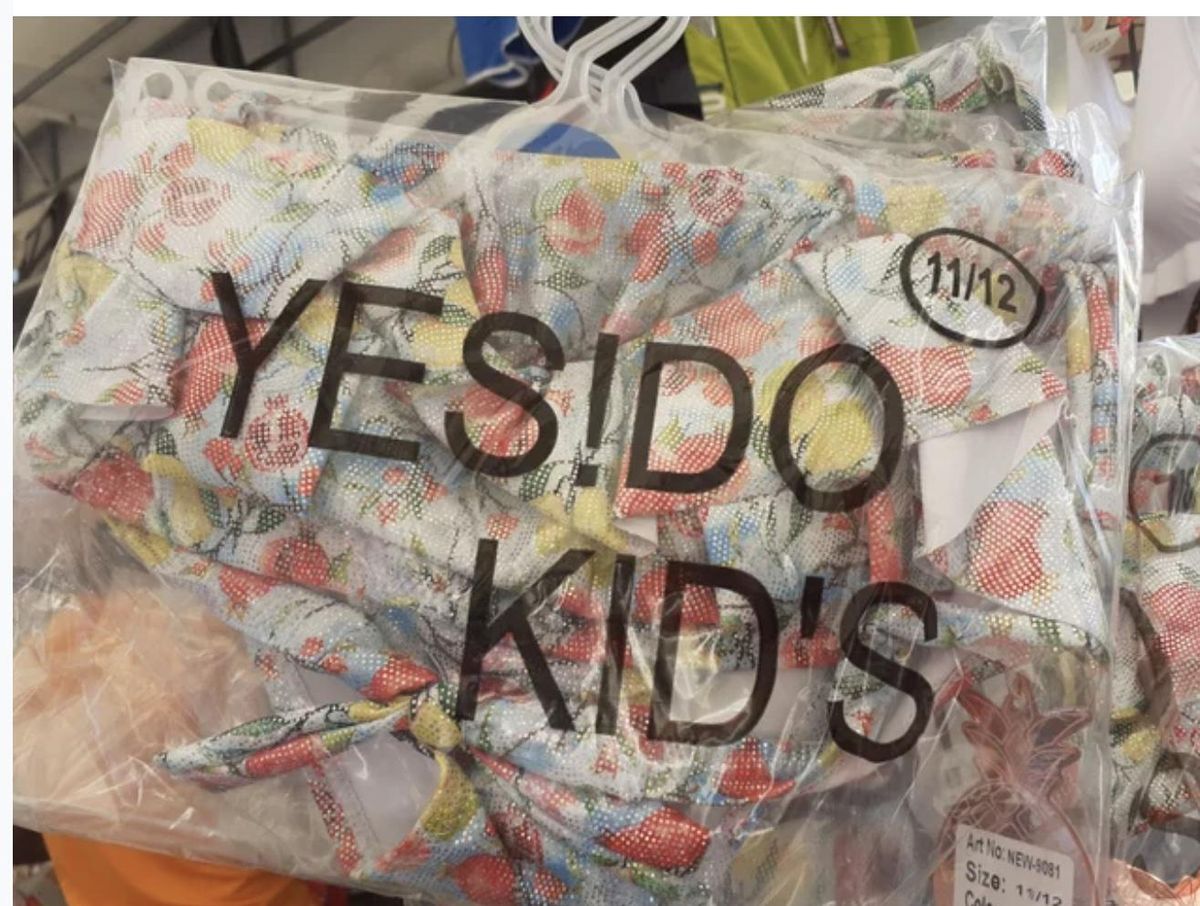 11/12
YES!DO
KID'S
Art No: NEW-9081
Size: 11/12